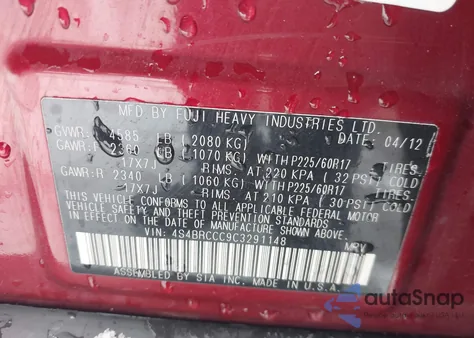 MFD. BY FUJI HEAVY INDUSTRIES LTD.
DATE: 04/12
GVWR: 4585 LB ( 2080 KG)
GAWR:F 2360 LB ( 1070 KG) WITH P225/60R17 TIRES,
17X7J RIMS, AT 220 KPA ( 32 PSI) COLD.
GAWR:R 2340 LB ( 1060 KG) WITH P225/60R17 TIRES,
17X7J RIMS, AT 210 KPA ( 30 PSI) COLD.
THIS VEHICLE CONFORMS TO ALL APPLICABLE FEDERAL MOTOR
VEHICLE SAFETY AND BUMPER STANDARDS IN EFFECT ON THE
DATE OF MANUFACTURE SHOWN ABOVE.
VIN: 4S4BRCCC9C3291148 MPV
ASSEMBLED BY SIA, INC. IN U.S.A.
autoSnap